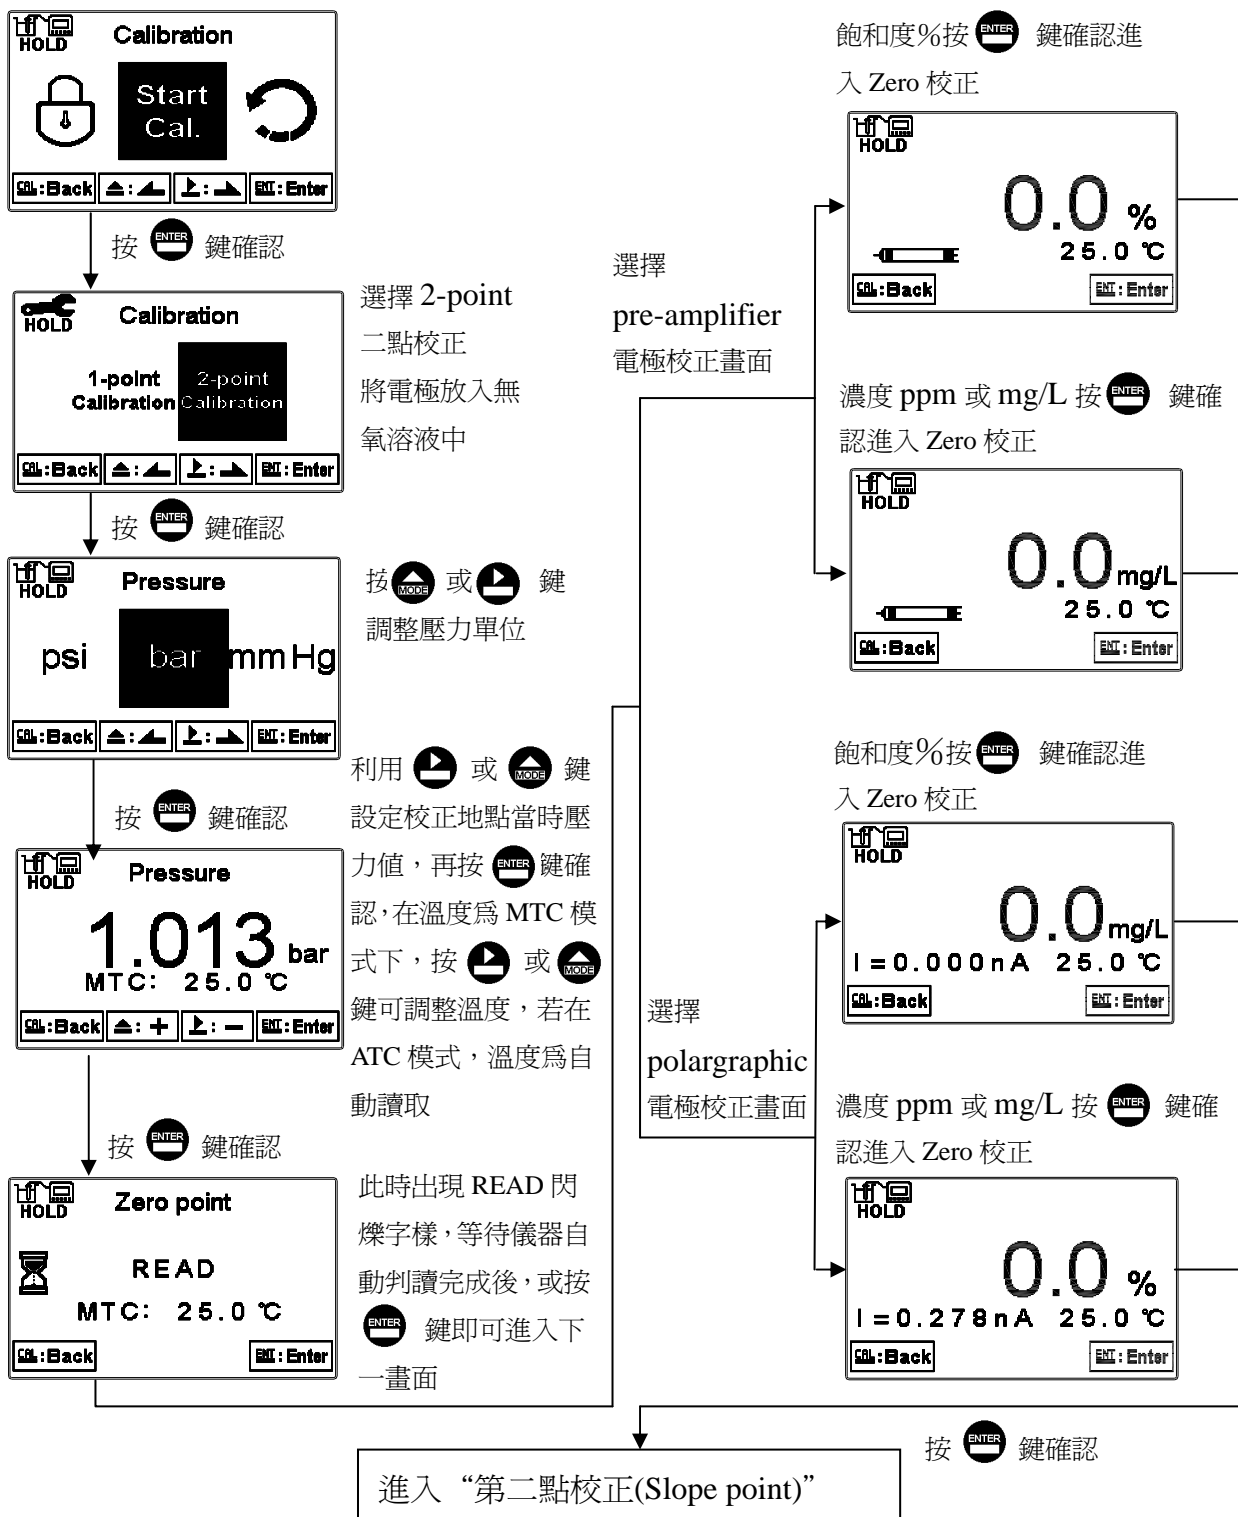 HOLD
Calibration
Start
Cal.
CAL:Back
ENT:Enter
按 ENTER 鍵確認
HOLD
Calibration
1-point
Calibration
2-point
Calibration
CAL:Back
ENT:Enter
選擇 2-point
二點校正
將電極放入無
氧溶液中
按 ENTER 鍵確認
HOLD
Pressure
psi
bar
mmHg
CAL:Back
ENT:Enter
按 MODE 或 鍵
調整壓力單位
按 ENTER 鍵確認
HOLD
Pressure
1.013 bar
MTC: 25.0 ℃
CAL:Back
: +
: −
ENT:Enter
利用 或 MODE 鍵
設定校正地點當時壓
力值，再按 ENTER 鍵確
認，在溫度爲 MTC 模
式下，按 或 MODE
鍵可調整溫度，若在
ATC 模式，溫度爲自
動讀取
按 ENTER 鍵確認
HOLD
Zero point
READ
MTC: 25.0 ℃
CAL:Back
ENT:Enter
此時出現 READ 閃
爍字樣，等待儀器自
動判讀完成後，或按
ENTER 鍵即可進入下
一畫面
選擇
pre-amplifier
電極校正畫面
飽和度%按 ENTER 鍵確認進
入 Zero 校正
HOLD
0.0 %
25.0 ℃
CAL:Back
ENT:Enter
濃度 ppm 或 mg/L 按 ENTER 鍵確
認進入 Zero 校正
HOLD
0.0 mg/L
25.0 ℃
CAL:Back
ENT:Enter
選擇
polargraphic
電極校正畫面
飽和度%按 ENTER 鍵確認進
入 Zero 校正
HOLD
0.0 mg/L
I=0.000nA 25.0 ℃
CAL:Back
ENT:Enter
濃度 ppm 或 mg/L 按 ENTER 鍵確
認進入 Zero 校正
HOLD
0.0 %
I=0.278nA 25.0 ℃
CAL:Back
ENT:Enter
按 ENTER 鍵確認
進入“第二點校正(Slope point)”